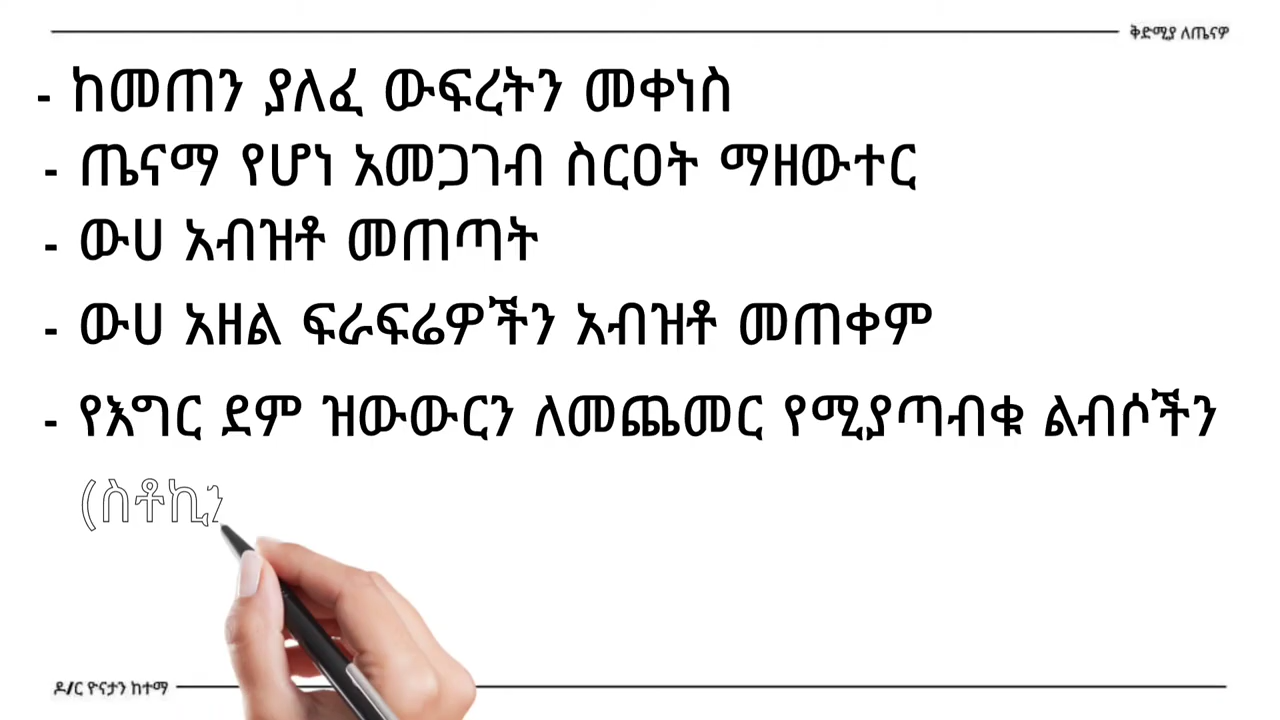 ቅድሚያ ለጤናዎ
- ከመጠን ያለፈ ውፍረትን መቀነስ
- ጤናማ የሆነ አመጋገብ ስርዐት ማዘውተር
- ውሀ አብዝቶ መጠጣት
- ውሀ አዘል ፍራፍሬዎችን አብዝቶ መጠቀም
- የእግር ደም ዝውውርን ለመጨመር የሚያጣብቁ ልብሶችን
ዶ/ር ዮናታን ከተማ